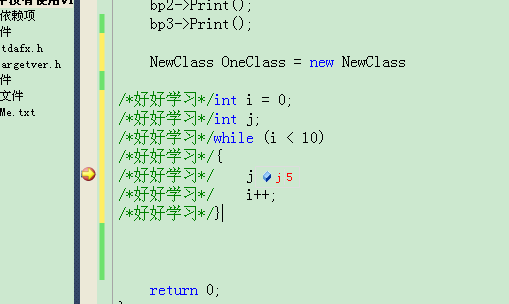 依赖项
件
tdafx.h
argetver.h
件
文件
Me.txt
bp2->Print();
bp3->Print();
NewClass OneClass = new NewClass
/*好好学习*/int i = 0;
/*好好学习*/int j;
/*好好学习*/while (i < 10)
/*好好学习*/{
/*好好学习*/    j j 5
/*好好学习*/    i++;
/*好好学习*/}
return 0;